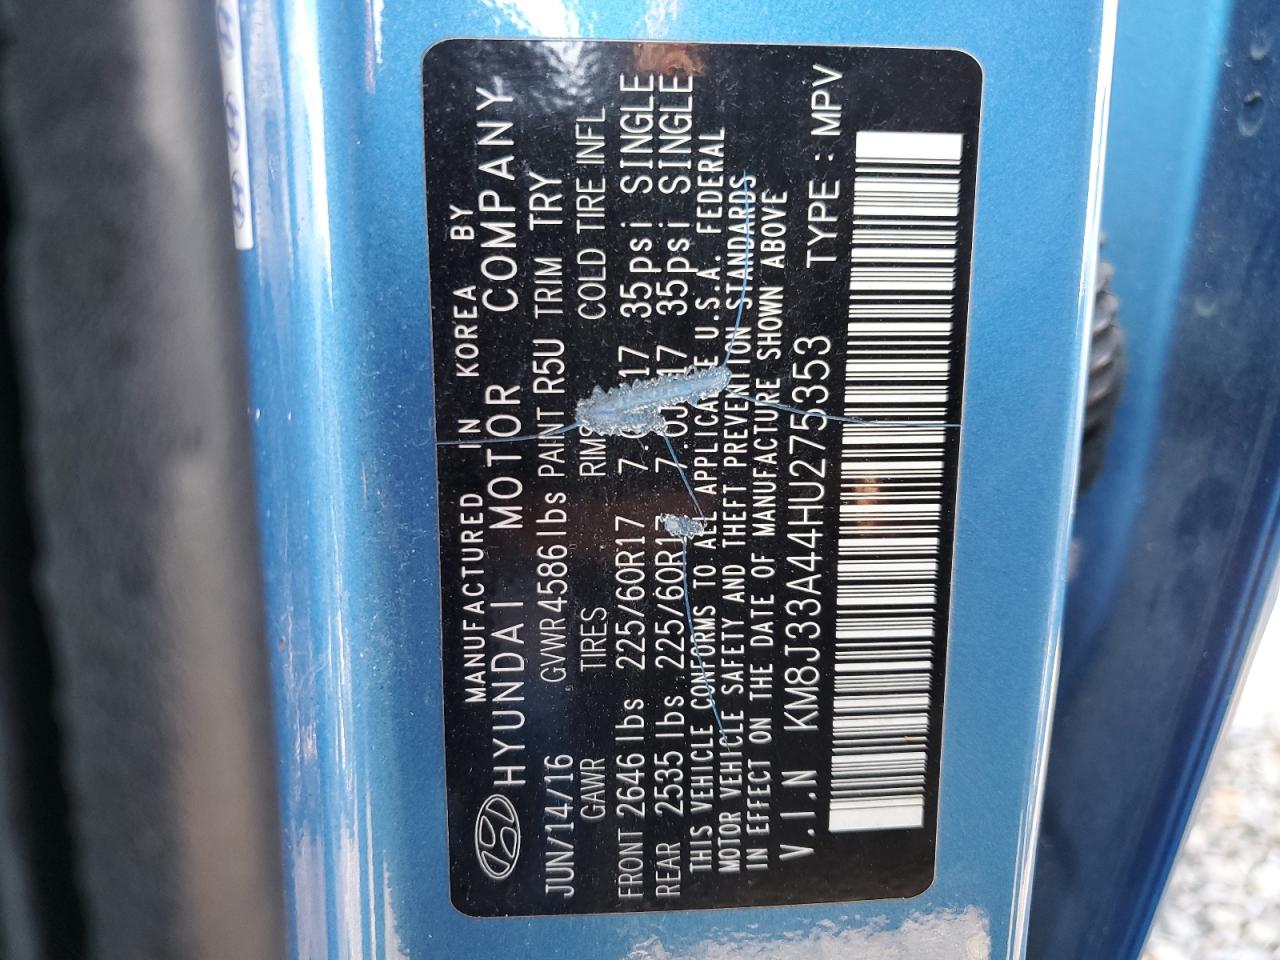 MANUFACTURED IN KOREA BY
HYUNDAI MOTOR COMPANY
JUN/14/16 GVWR 4586 lbs PAINT R5U TRIM TRY
GAWR TIRES RIMS COLD TIRE INFL
FRONT 2646 lbs 225/60R17 35psi SINGLE
REAR 2535 lbs 225/60R17 35psi SINGLE
THIS VEHICLE CONFORMS TO ALL U.S.A. FEDERAL
MOTOR VEHICLE SAFETY AND THEFT PREVENTION STANDARDS
IN EFFECT ON THE DATE OF MANUFACTURE SHOWN ABOVE
V.I.N KM8J33A44HU275353 TYPE : MPV